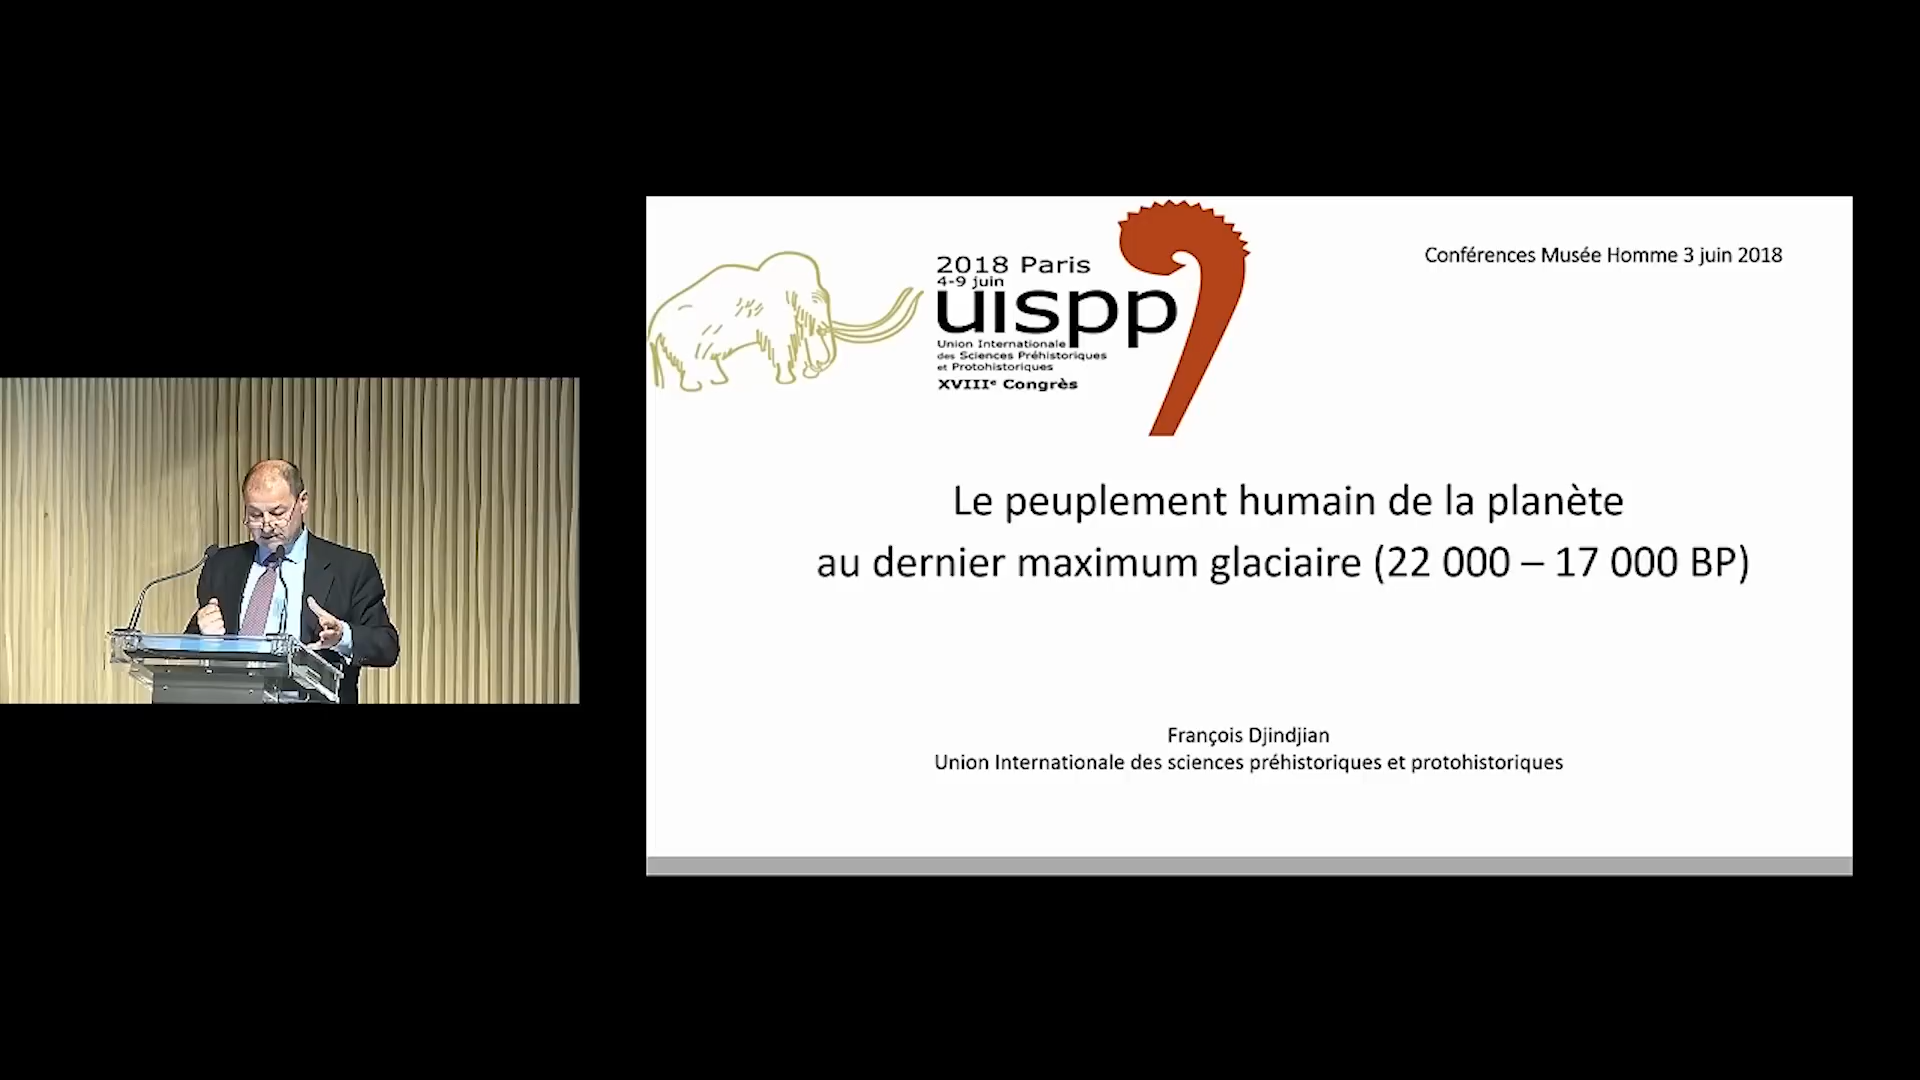 2018 Paris
4-9 juin
uispp
Union Internationale
des Sciences Préhistoriques
et Protohistoriques
XVIIIᵉ Congrès
Conférences Musée Homme 3 juin 2018
Le peuplement humain de la planète
au dernier maximum glaciaire (22 000 – 17 000 BP)
François Djindjian
Union Internationale des sciences préhistoriques et protohistoriques